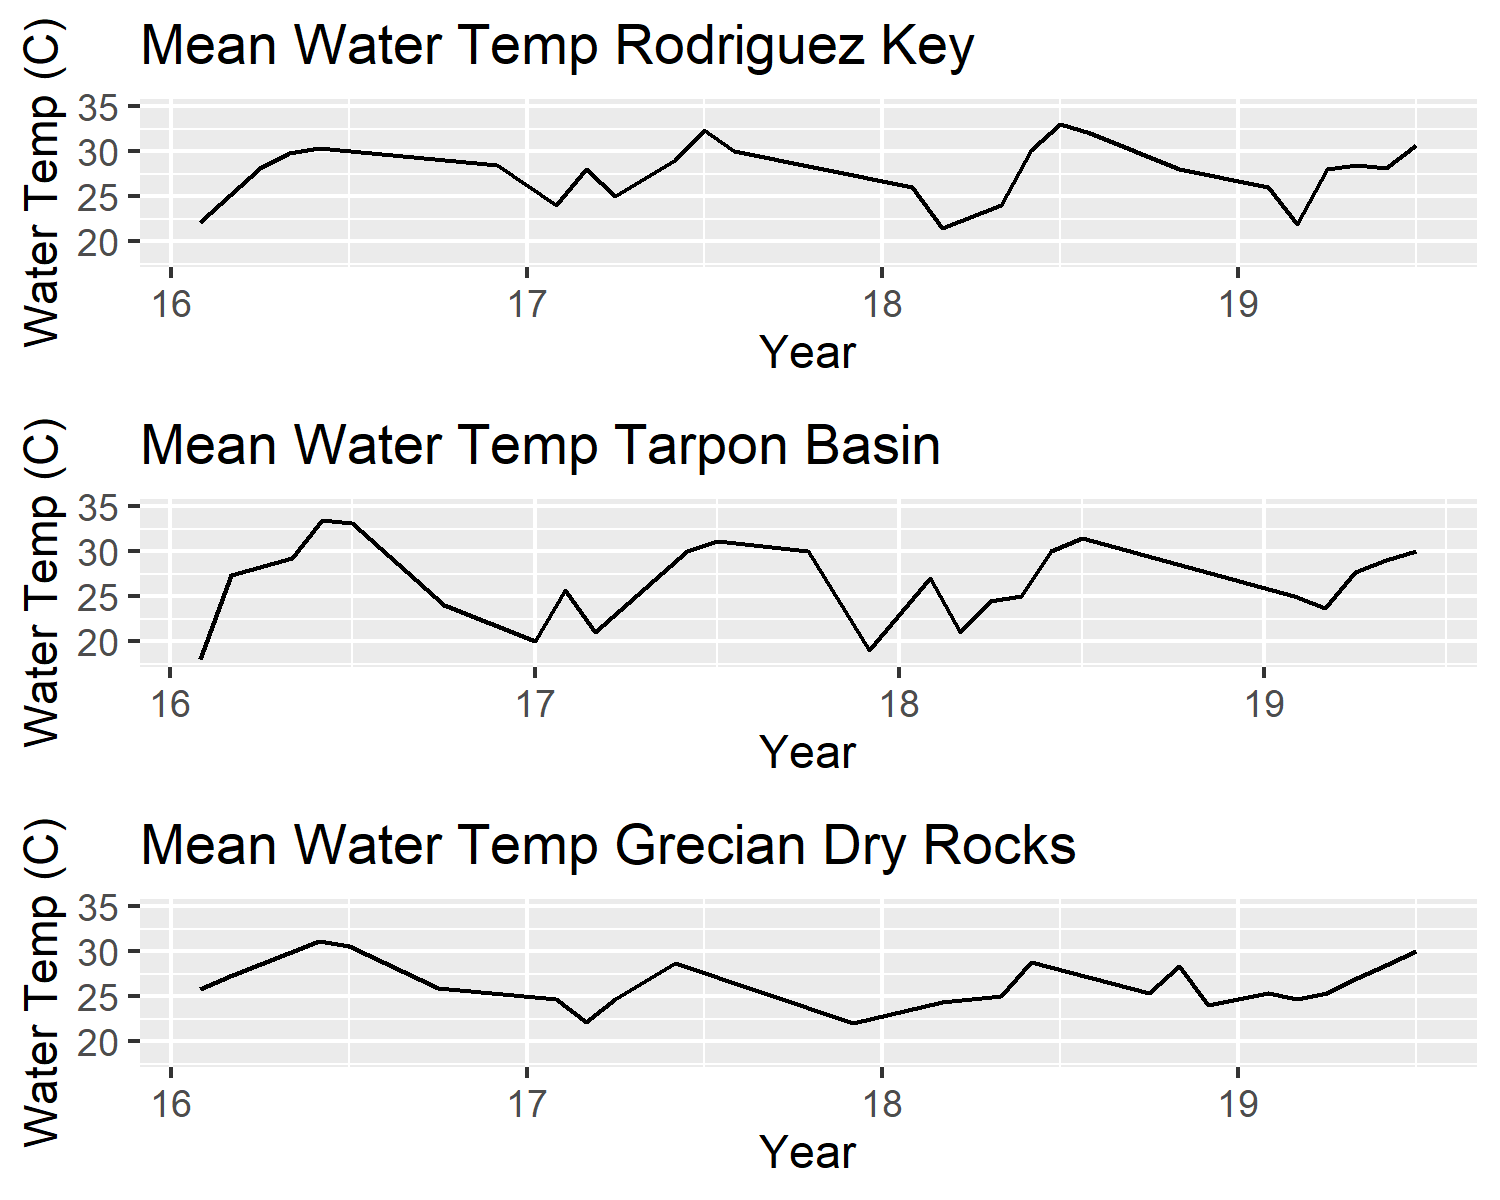 Mean Water Temp Rodriguez Key
Water Temp (C)
35
30
25
20
16 17 18 19
Year
Mean Water Temp Tarpon Basin
Water Temp (C)
35
30
25
20
16 17 18 19
Year
Mean Water Temp Grecian Dry Rocks
Water Temp (C)
35
30
25
20
16 17 18 19
Year